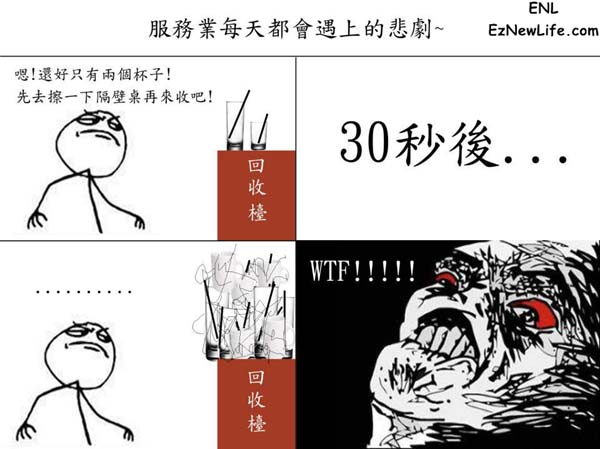 服務業每天都會遇上的悲劇~
ENL
EzNewLife.com
嗯!還好只有兩個杯子!
先去擦一下隔壁桌再來收吧!
回收檯
30秒後...
..........
回收檯
WTF!!!!!